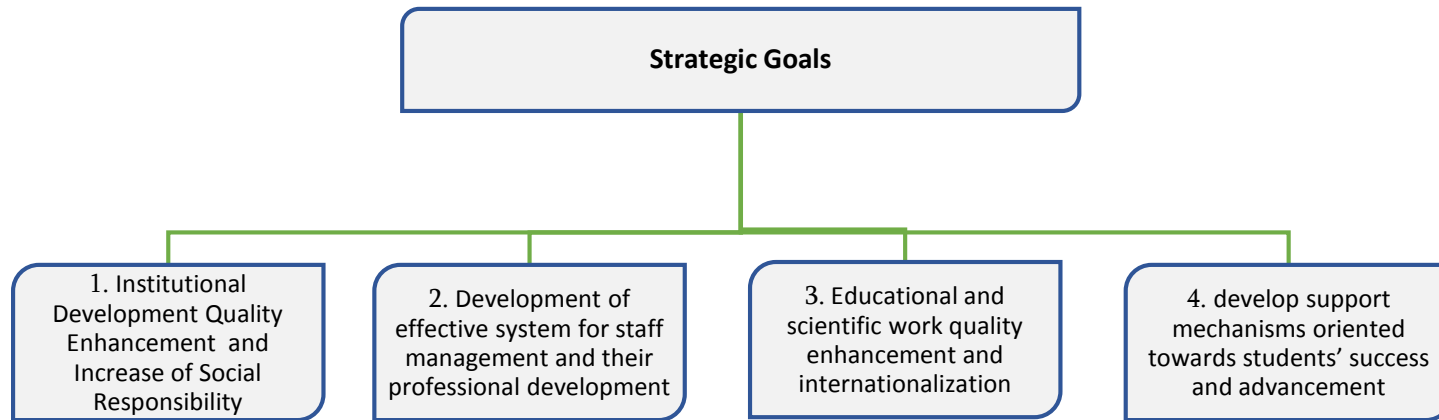 Strategic Goals
1. Institutional
Development Quality
Enhancement  and
Increase of Social
Responsibility
2. Development of
effective system for staff
management and their
professional development
3. Educational and
scientific work quality
enhancement and
internationalization
4. develop support
mechanisms oriented
towards students’ success
and advancement